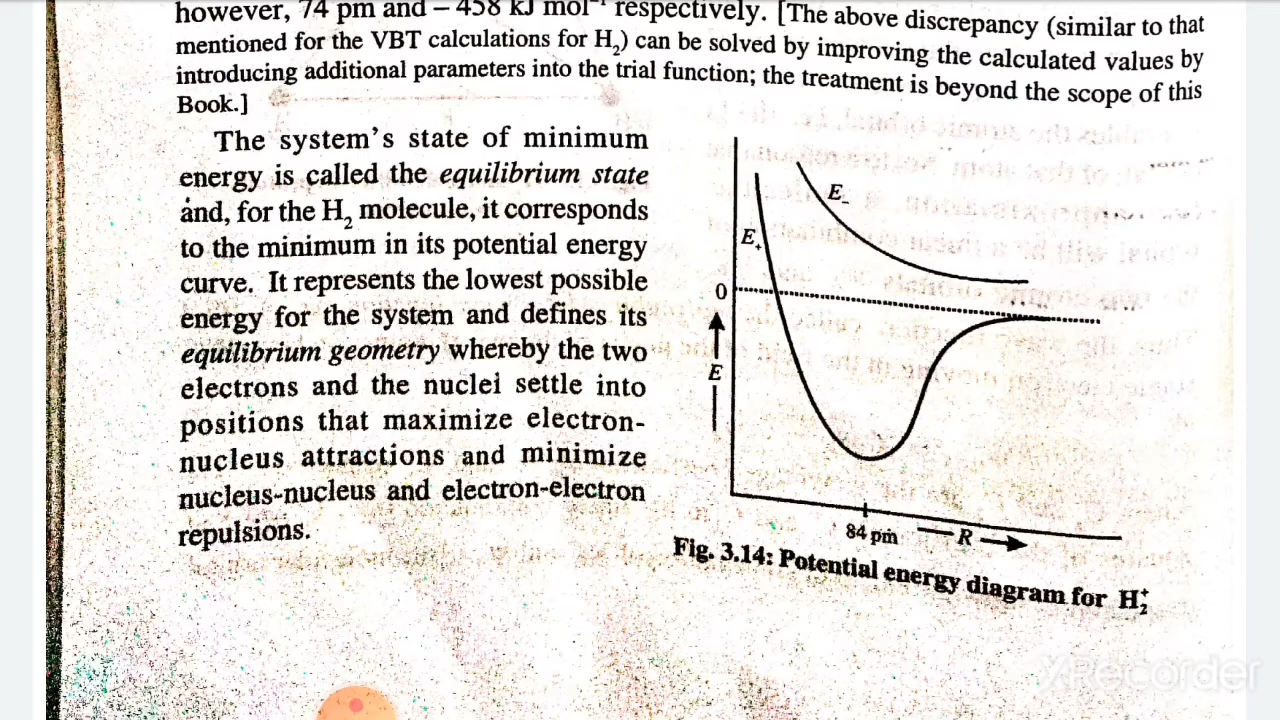 however, 74 pm and – 458 kJ mol⁻¹ respectively. [The above discrepancy (similar to that
mentioned for the VBT calculations for H₂) can be solved by improving the calculated values by
introducing additional parameters into the trial function; the treatment is beyond the scope of this
Book.]
The system's state of minimum
energy is called the equilibrium state
and, for the H₂ molecule, it corresponds
to the minimum in its potential energy
curve. It represents the lowest possible
energy for the system and defines its
equilibrium geometry whereby the two
electrons and the nuclei settle into
positions that maximize electron-
nucleus attractions and minimize
nucleus-nucleus and electron-electron
repulsions.
E₋
E₊
0
E
84 pm
R
Fig. 3.14: Potential energy diagram for H₂⁺
XRecorder